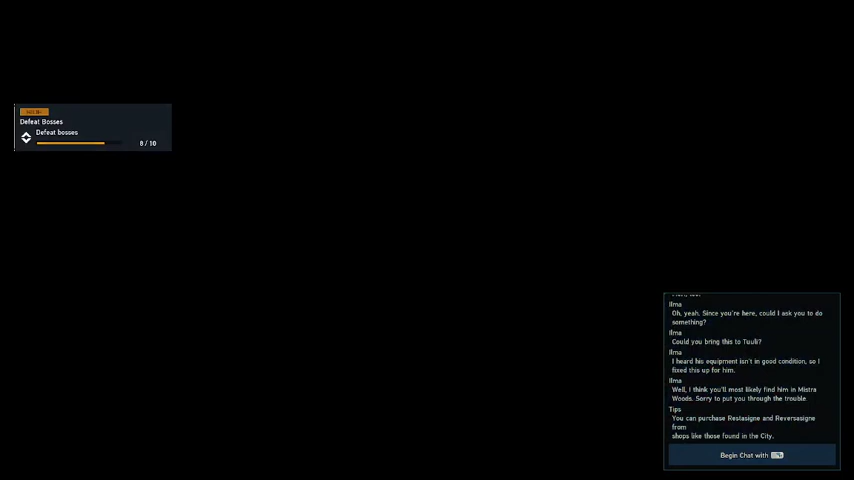 Defeat Bosses
Defeat bosses
8 / 10
Ilma
Oh, yeah. Since you're here, could I ask you to do
something?
Ilma
Could you bring this to Tuuli?
Ilma
I heard his equipment isn't in good condition, so I
fixed this up for him.
Ilma
Well, I think you'll most likely find him in Mistra
Woods. Sorry to put you through the trouble.
Tips
You can purchase Restasigne and Reversasigne
from
shops like those found in the City.
Begin Chat with